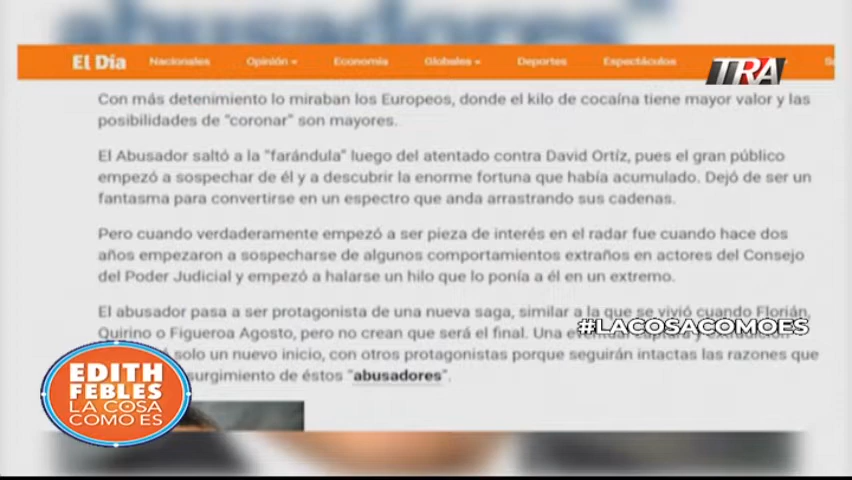 abusadores"
El Día Nacionales Opinión Economía Globales Deportes Espectáculos
TRA
Con más detenimiento lo miraban los Europeos, donde el kilo de cocaína tiene mayor valor y las
posibilidades de "coronar" son mayores.
El Abusador saltó a la "farándula" luego del atentado contra David Ortíz, pues el gran público
empezó a sospechar de él y a descubrir la enorme fortuna que había acumulado. Dejó de ser un
fantasma para convertirse en un espectro que anda arrastrando sus cadenas.
Pero cuando verdaderamente empezó a ser pieza de interés en el radar fue cuando hace dos
años empezaron a sospecharse de algunos comportamientos extraños en actores del Consejo
del Poder Judicial y empezó a halarse un hilo que lo ponía a él en un extremo.
El abusador pasa a ser protagonista de una nueva saga, similar a la que se vivió cuando Florián,
#LACOSACOMOES
Quirino o Figueroa Agosto, pero no crean que será el final. Una
solo un nuevo inicio, con otros protagonistas porque seguirán intactas las razones que
surgimiento de éstos "abusadores".
EDITH
FEBLES
LA COSA
COMO ES